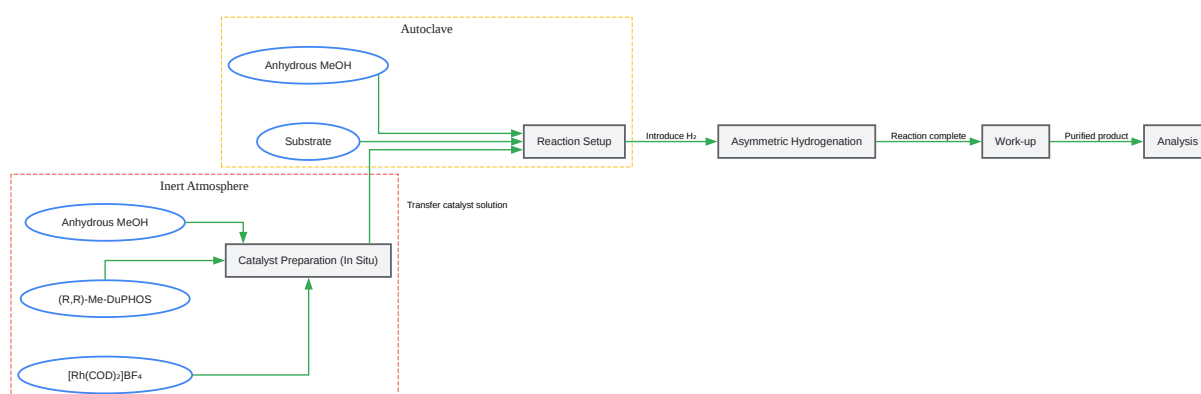 Autoclave
Anhydrous MeOH
Substrate
Reaction Setup
Introduce H₂
Asymmetric Hydrogenation
Reaction complete
Work-up
Purified product
Analysis
Inert Atmosphere
Transfer catalyst solution
Anhydrous MeOH
Catalyst Preparation (In Situ)
(R,R)-Me-DuPHOS
[Rh(COD)₂]BF₄